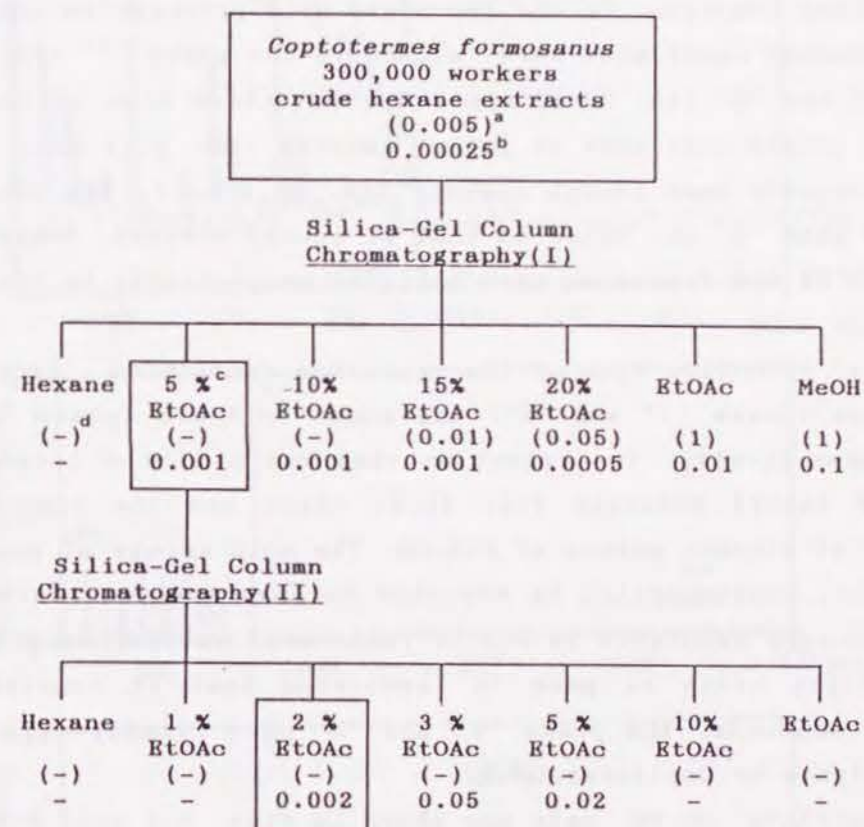 Coptotermes formosanus
300,000 workers
crude hexane extracts
(0.005)a
0.00025b
Silica-Gel Column
Chromatography(I)
Hexane 5 %c 10% 15% 20% EtOAc MeOH
EtOAc EtOAc EtOAc EtOAc
(-)d (-) (-) (0.01) (0.05) (1) (1)
- 0.001 0.001 0.001 0.0005 0.01 0.1
Silica-Gel Column
Chromatography(II)
Hexane 1 % 2 % 3 % 5 % 10% EtOAc
EtOAc EtOAc EtOAc EtOAc EtOAc
(-) (-) (-) (-) (-) (-) (-)
- - 0.002 0.05 0.02 - -